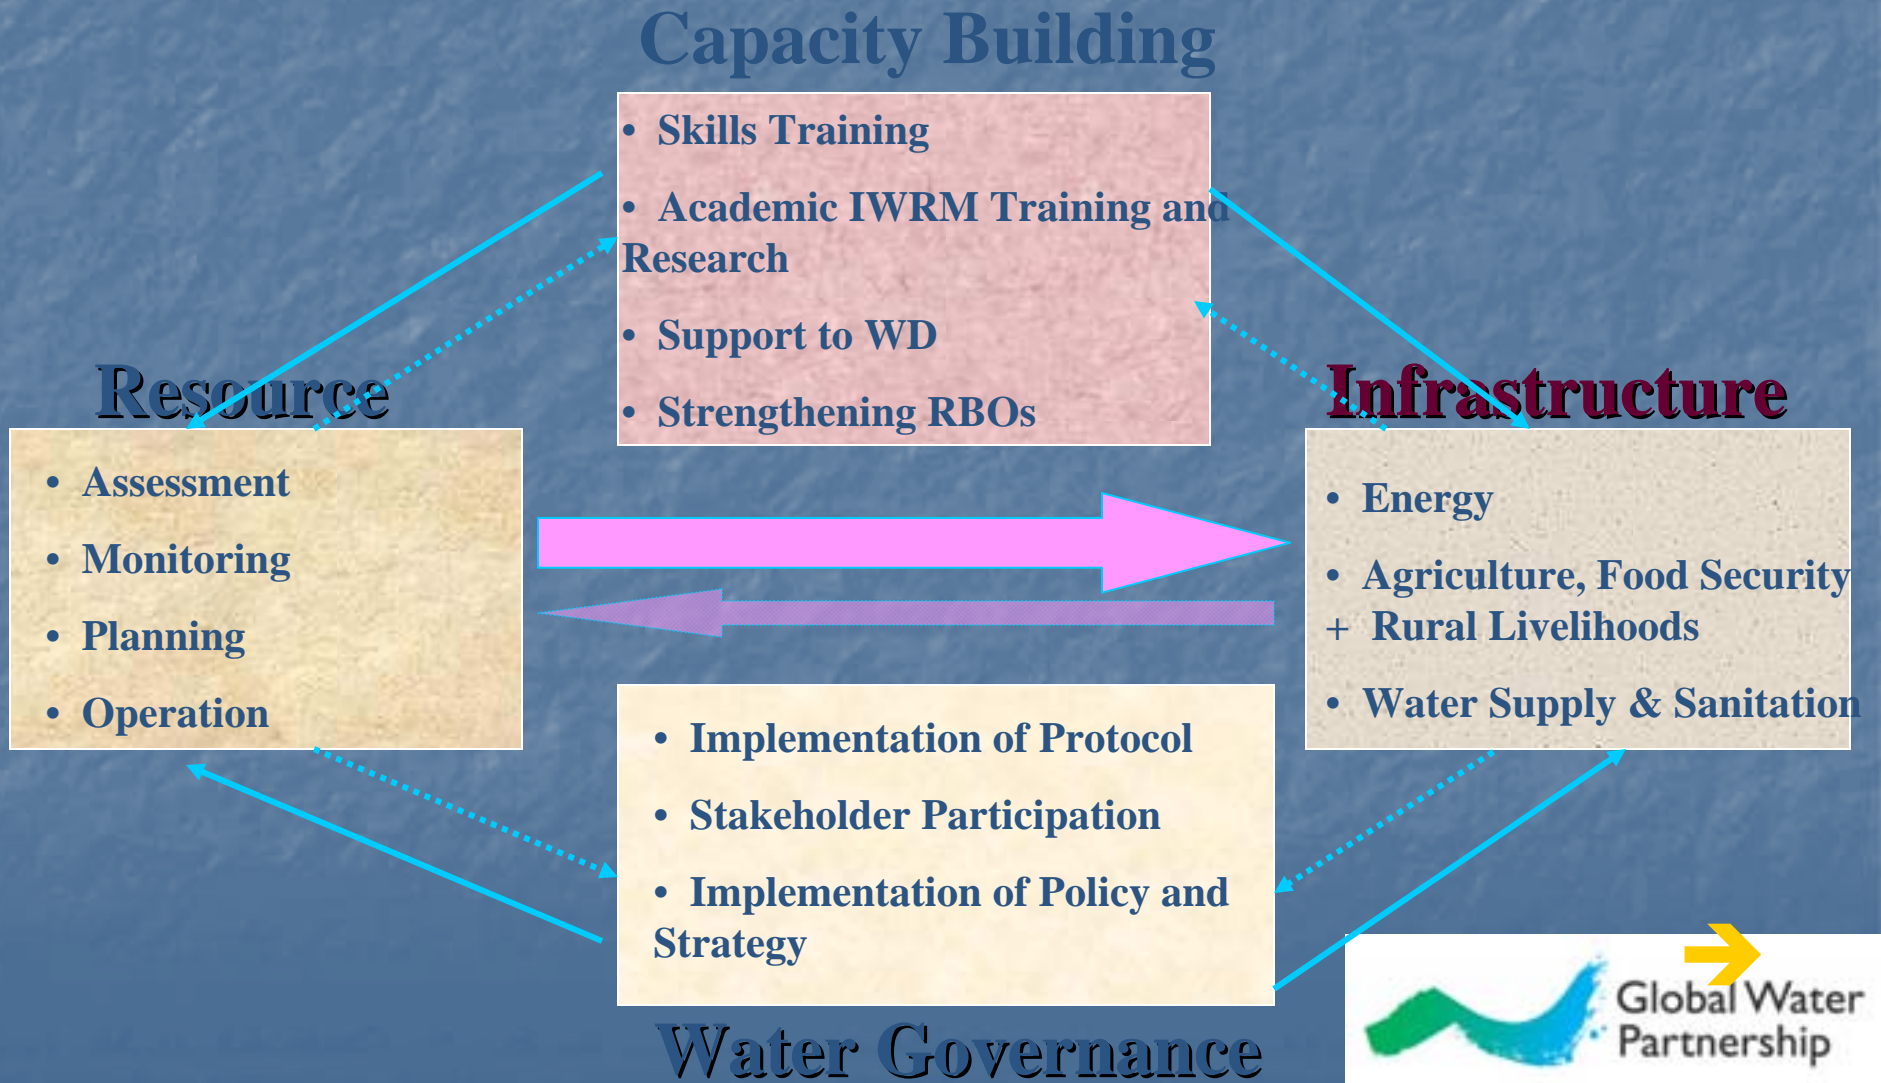 Capacity Building
• Skills Training
• Academic IWRM Training and
Research
• Support to WD
• Strengthening RBOs
Resource
• Assessment
• Monitoring
• Planning
• Operation
Infrastructure
• Energy
• Agriculture, Food Security
+ Rural Livelihoods
• Water Supply & Sanitation
• Implementation of Protocol
• Stakeholder Participation
• Implementation of Policy and
Strategy
Water Governance
Global Water
Partnership